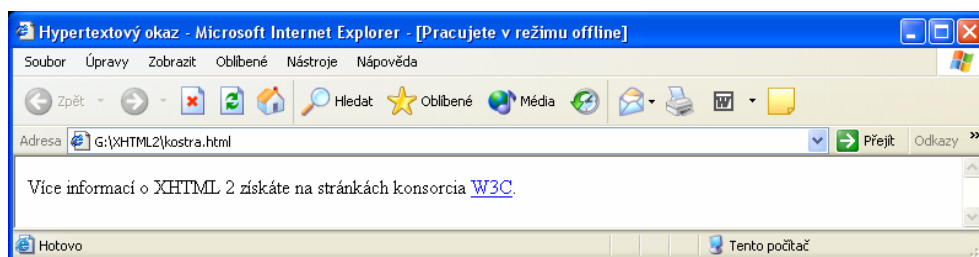 Hypertextový okaz - Microsoft Internet Explorer - [Pracujete v režimu offline]
Soubor Úpravy Zobrazit Oblíbené Nástroje Nápověda
Zpět Hledat Oblíbené Média
Adresa G:\XHTML2\kostra.html Přejít Odkazy »
Více informací o XHTML 2 získáte na stránkách konsorcia W3C.
Hotovo Tento počítač